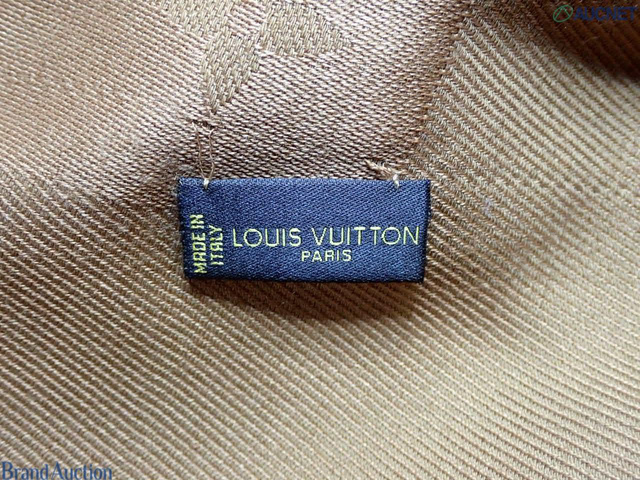 MADE IN
ITALY
LOUIS VUITTON
PARIS
Brand Auction